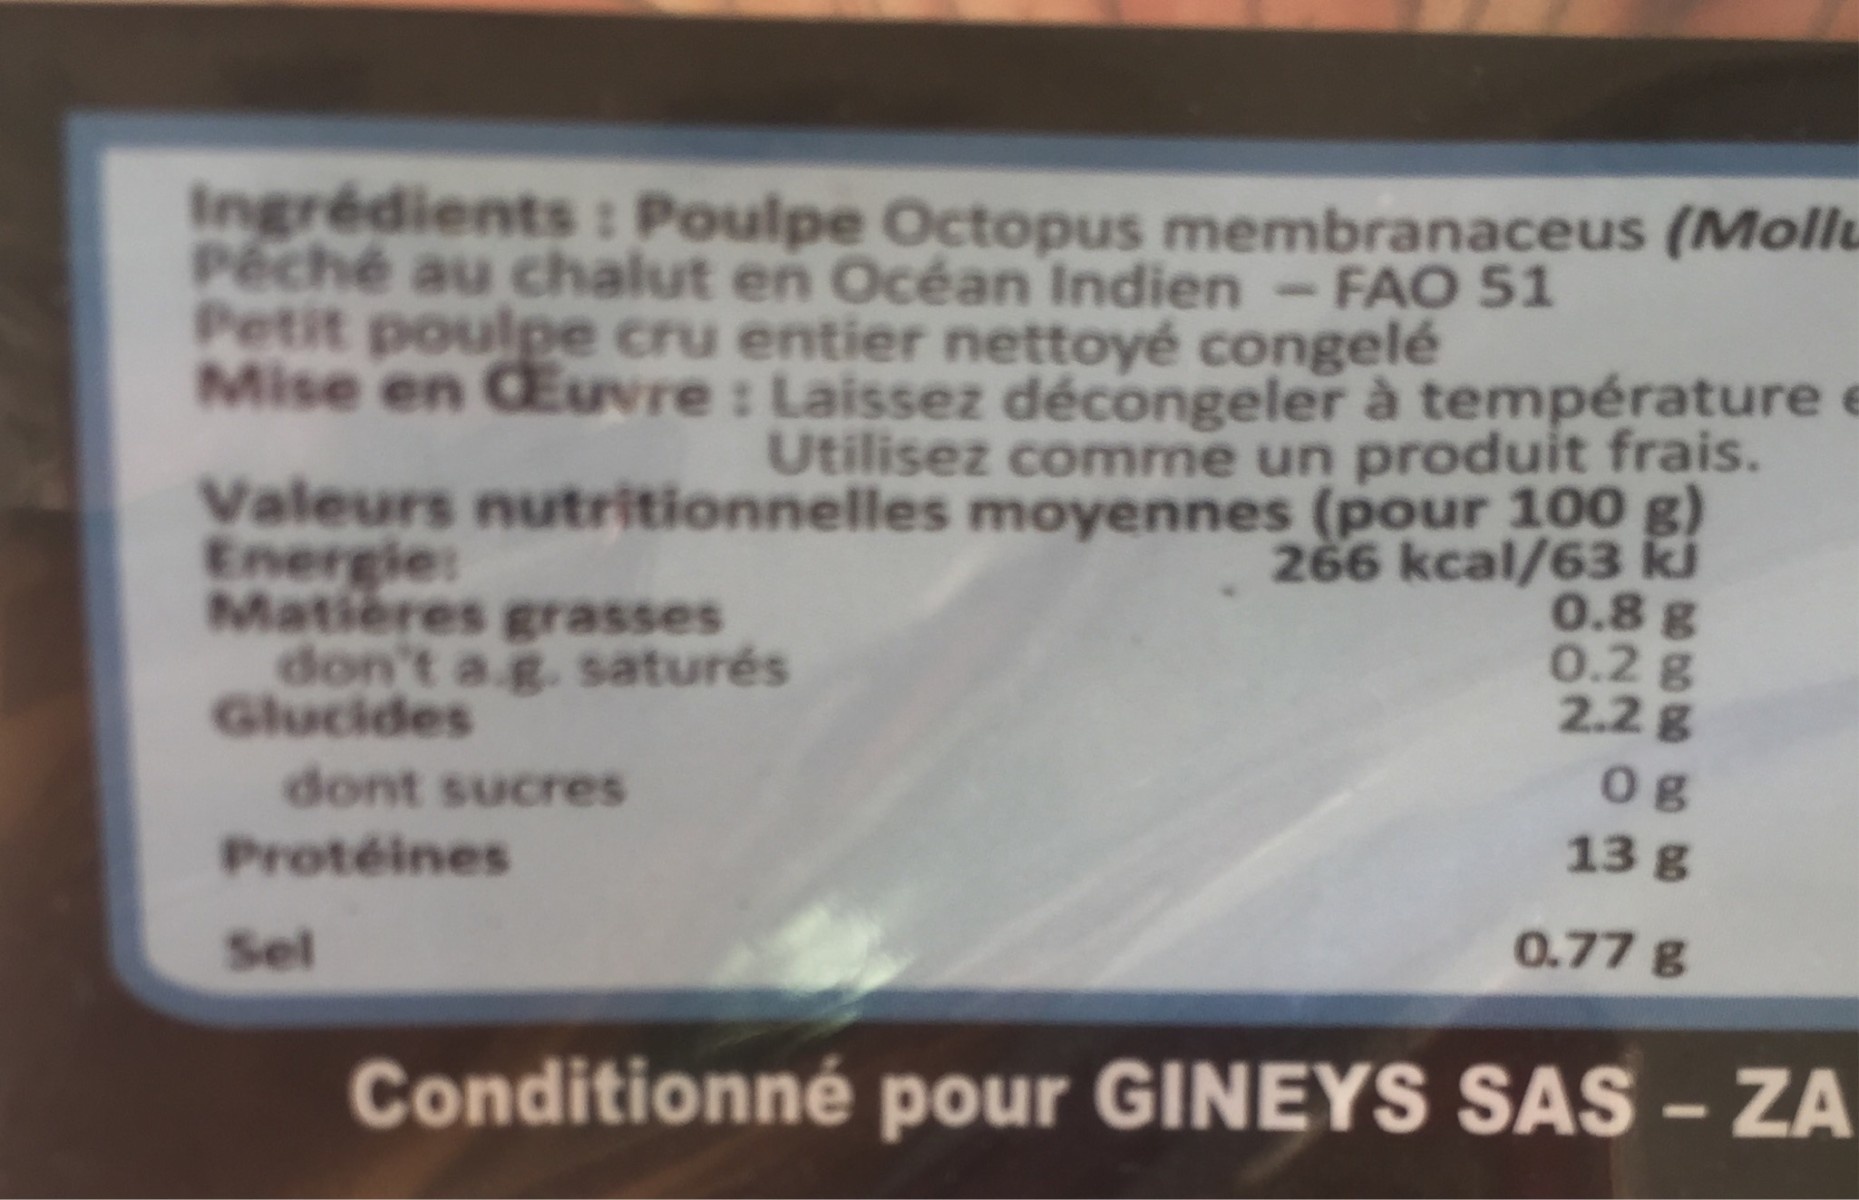 Ingrédients : Poulpe Octopus membranaceus (Mollu
Pêché au chalut en Océan Indien – FAO 51
Petit poulpe cru entier nettoyé congelé
Mise en Œuvre : Laissez décongeler à température e
Utilisez comme un produit frais.
Valeurs nutritionnelles moyennes (pour 100 g)
Energie: 266 kcal/63 kJ
Matières grasses 0.8 g
don't a.g. saturés 0.2 g
Glucides 2.2 g
dont sucres 0 g
Protéines 13 g
Sel 0.77 g
Conditionné pour GINEYS SAS – ZA